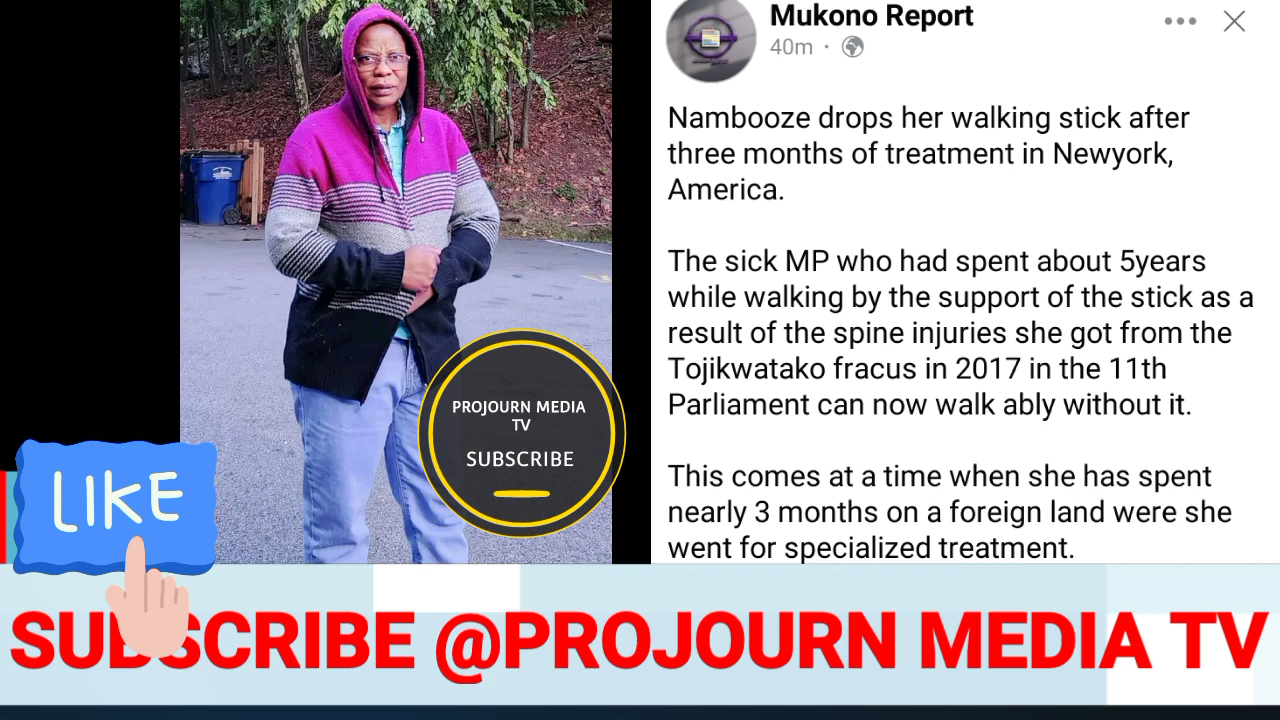 Mukono Report
40m ·
Nambooze drops her walking stick after
three months of treatment in Newyork,
America.
The sick MP who had spent about 5years
while walking by the support of the stick as a
result of the spine injuries she got from the
Tojikwatako fracus in 2017 in the 11th
Parliament can now walk ably without it.
This comes at a time when she has spent
nearly 3 months on a foreign land were she
went for specialized treatment.
PROJOURN MEDIA
TV
SUBSCRIBE
LIKE
SUBSCRIBE @PROJOURN MEDIA TV